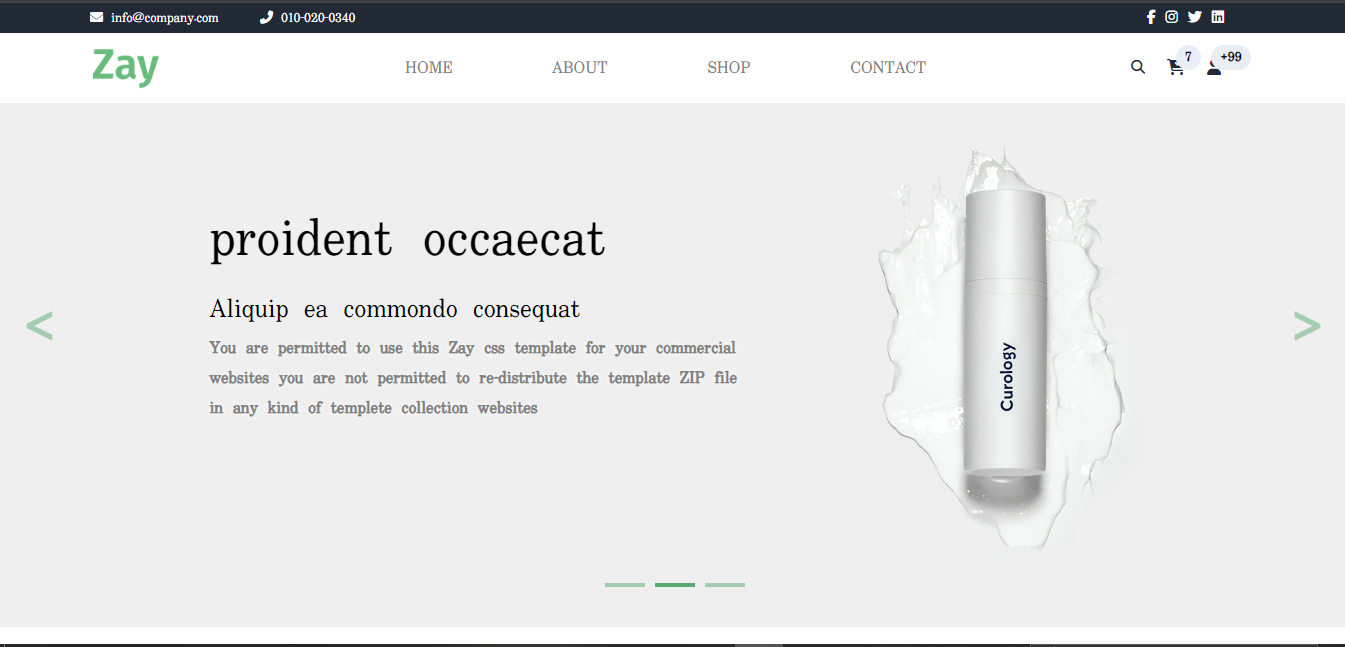 info@company.com 010-020-0340
Zay HOME ABOUT SHOP CONTACT 7 +99
proident occaecat
Aliquip ea commondo consequat
You are permitted to use this Zay css template for your commercial
websites you are not permitted to re-distribute the template ZIP file
in any kind of templete collection websites
< >
Curology